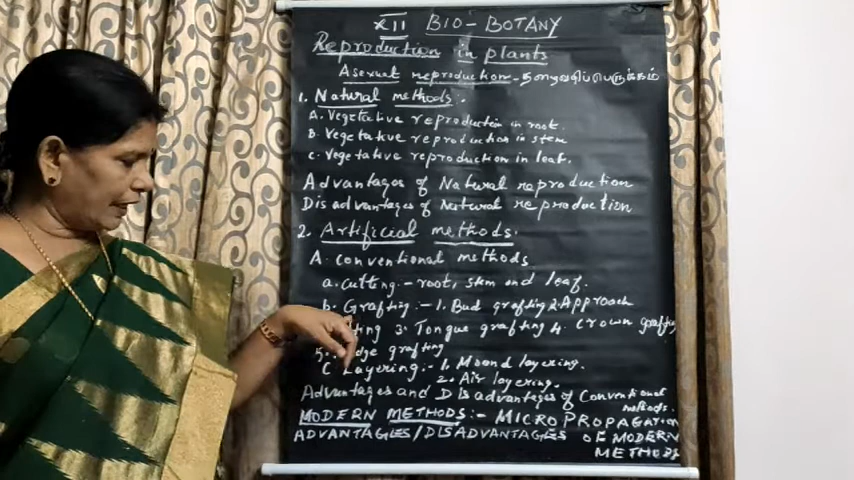 XII BIO-BOTANY
Reproduction in plants
Asexual reproduction-
1. Natural methods.
A. Vegetative reproduction in root.
B. Vegetative reproduction in stem
C. Vegetative reproduction in leaf.
Advantages of Natural reproduction
Disadvantages of Natural reproduction
2. Artificial methods
A. Conventional methods.
a. Cutting:-root, stem and leaf.
b. Grafting:-1. Bud grafting 2. Approach
3. Tongue grafting 4. Crown grafting
5. grafting.
C Layering:- 1. Mound layering.
2. Air layering.
Advantages and Disadvantages of Conventional methods.
MODERN METHODS:- MICROPROPAGATION
ADVANTAGES/DISADVANTAGES OF MODERN METHODS.